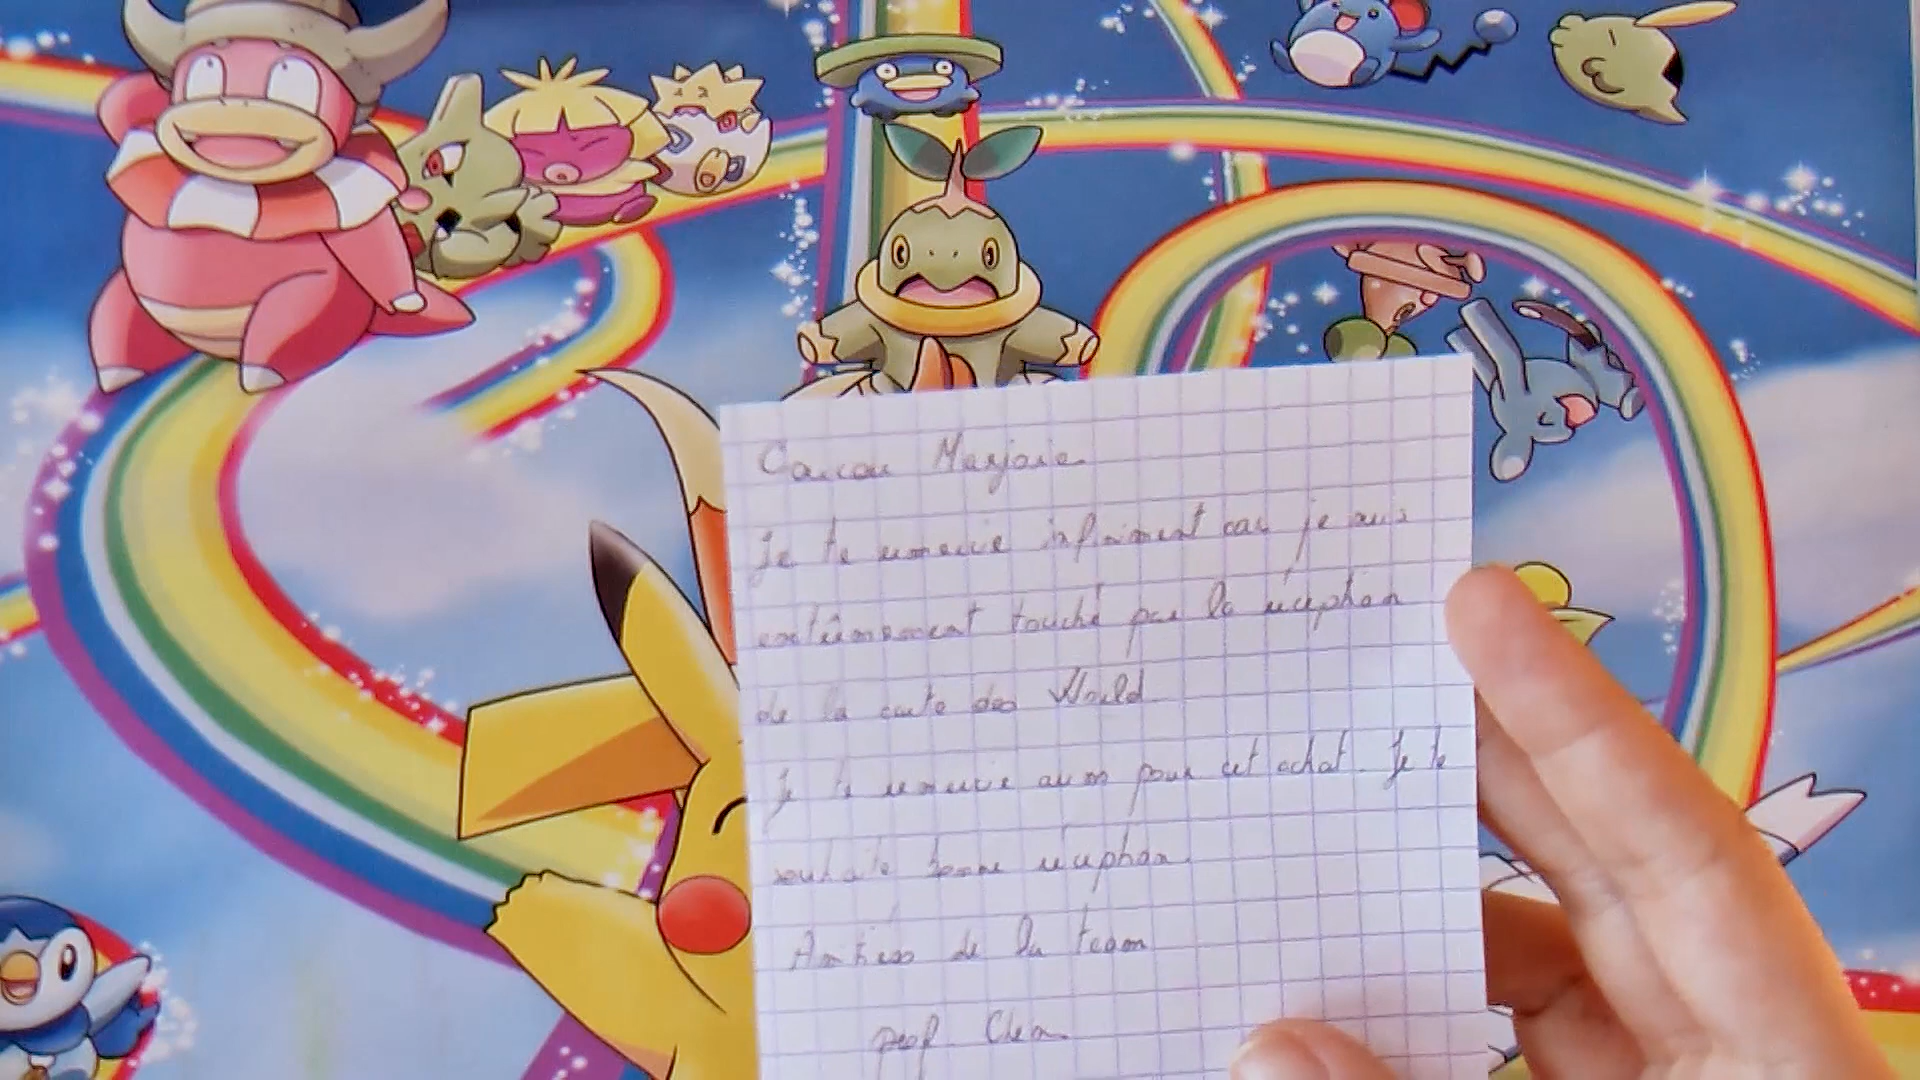 Coucou Marjorie
Je te remercie infiniment car je suis
extrêmement touché par la réception
de la carte des World
Je te remercie aussi pour cet achat. Je te
souhaite bonne réception.
Amitiés de la team
prof Chen